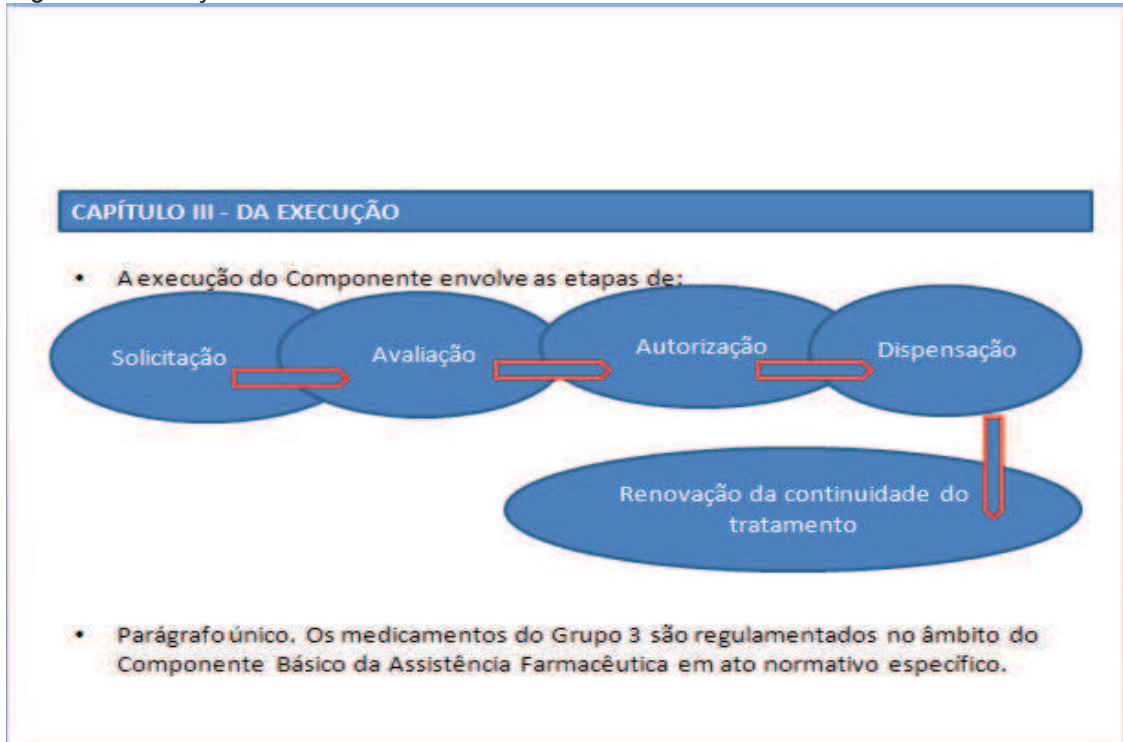 CAPÍTULO III - DA EXECUÇÃO
• A execução do Componente envolve as etapas de:
Solicitação
Avaliação
Autorização
Dispensação
Renovação da continuidade do
tratamento
• Parágrafo único. Os medicamentos do Grupo 3 são regulamentados no âmbito do
Componente Básico da Assistência Farmacêutica em ato normativo específico.